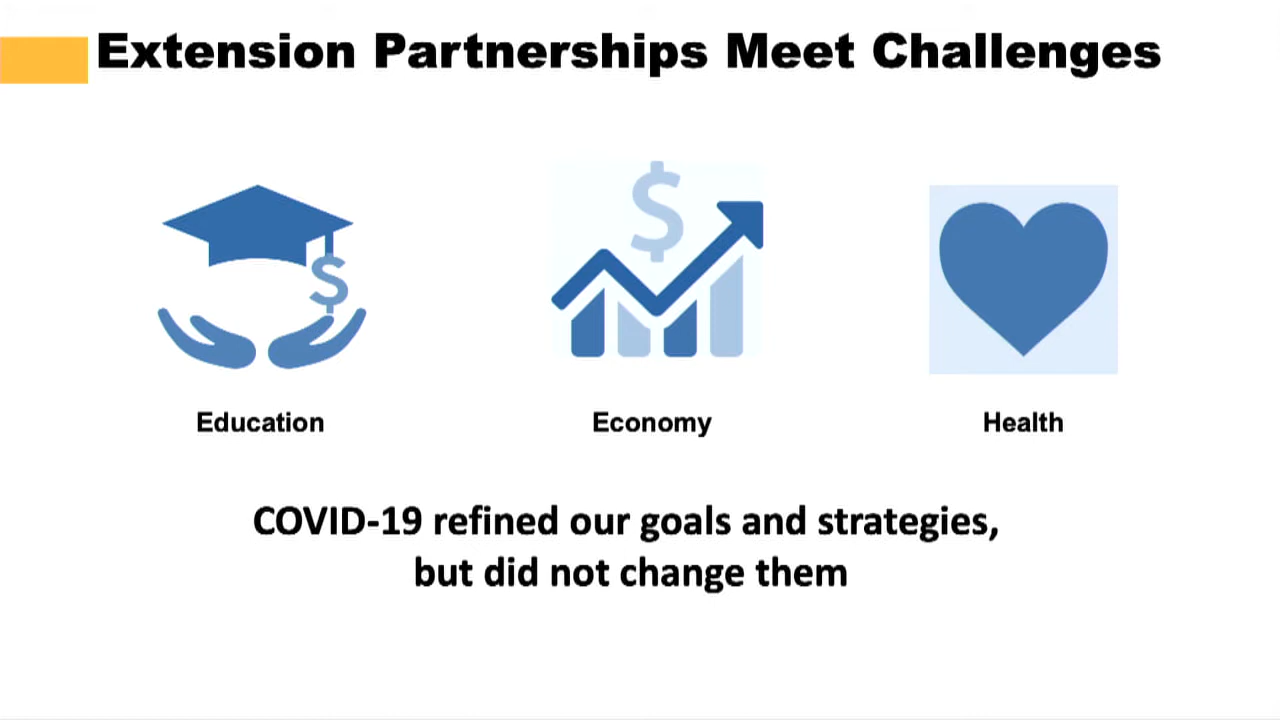 Extension Partnerships Meet Challenges
$
$
Education
Economy
Health
COVID-19 refined our goals and strategies,
but did not change them